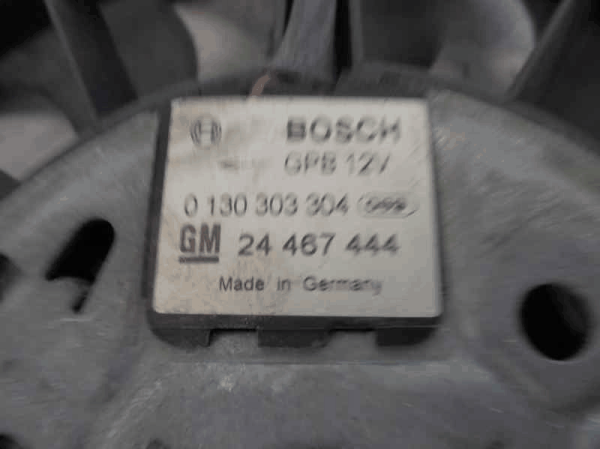 BOSCH
GPB 12V
0 130 303 304
GM 24 467 444
Made in Germany